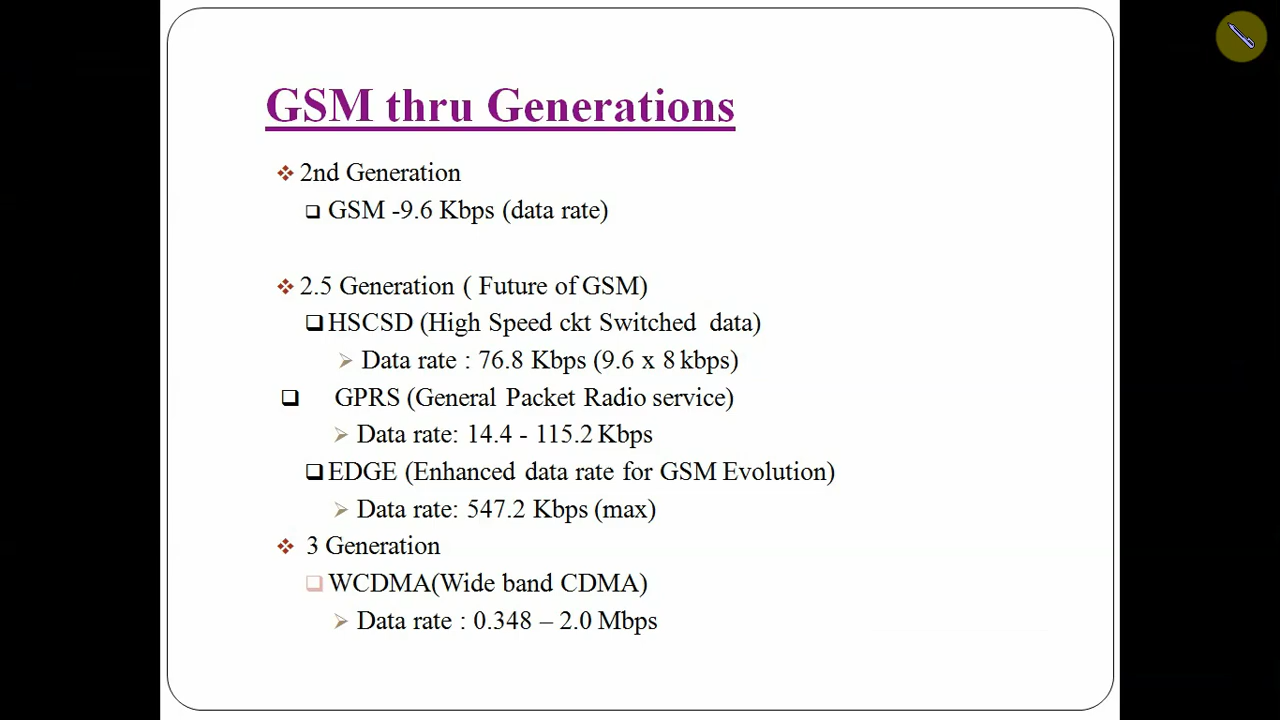 GSM thru Generations
2nd Generation
GSM -9.6 Kbps (data rate)
2.5 Generation ( Future of GSM)
HSCSD (High Speed ckt Switched data)
Data rate : 76.8 Kbps (9.6 x 8 kbps)
GPRS (General Packet Radio service)
Data rate: 14.4 - 115.2 Kbps
EDGE (Enhanced data rate for GSM Evolution)
Data rate: 547.2 Kbps (max)
3 Generation
WCDMA(Wide band CDMA)
Data rate : 0.348 – 2.0 Mbps